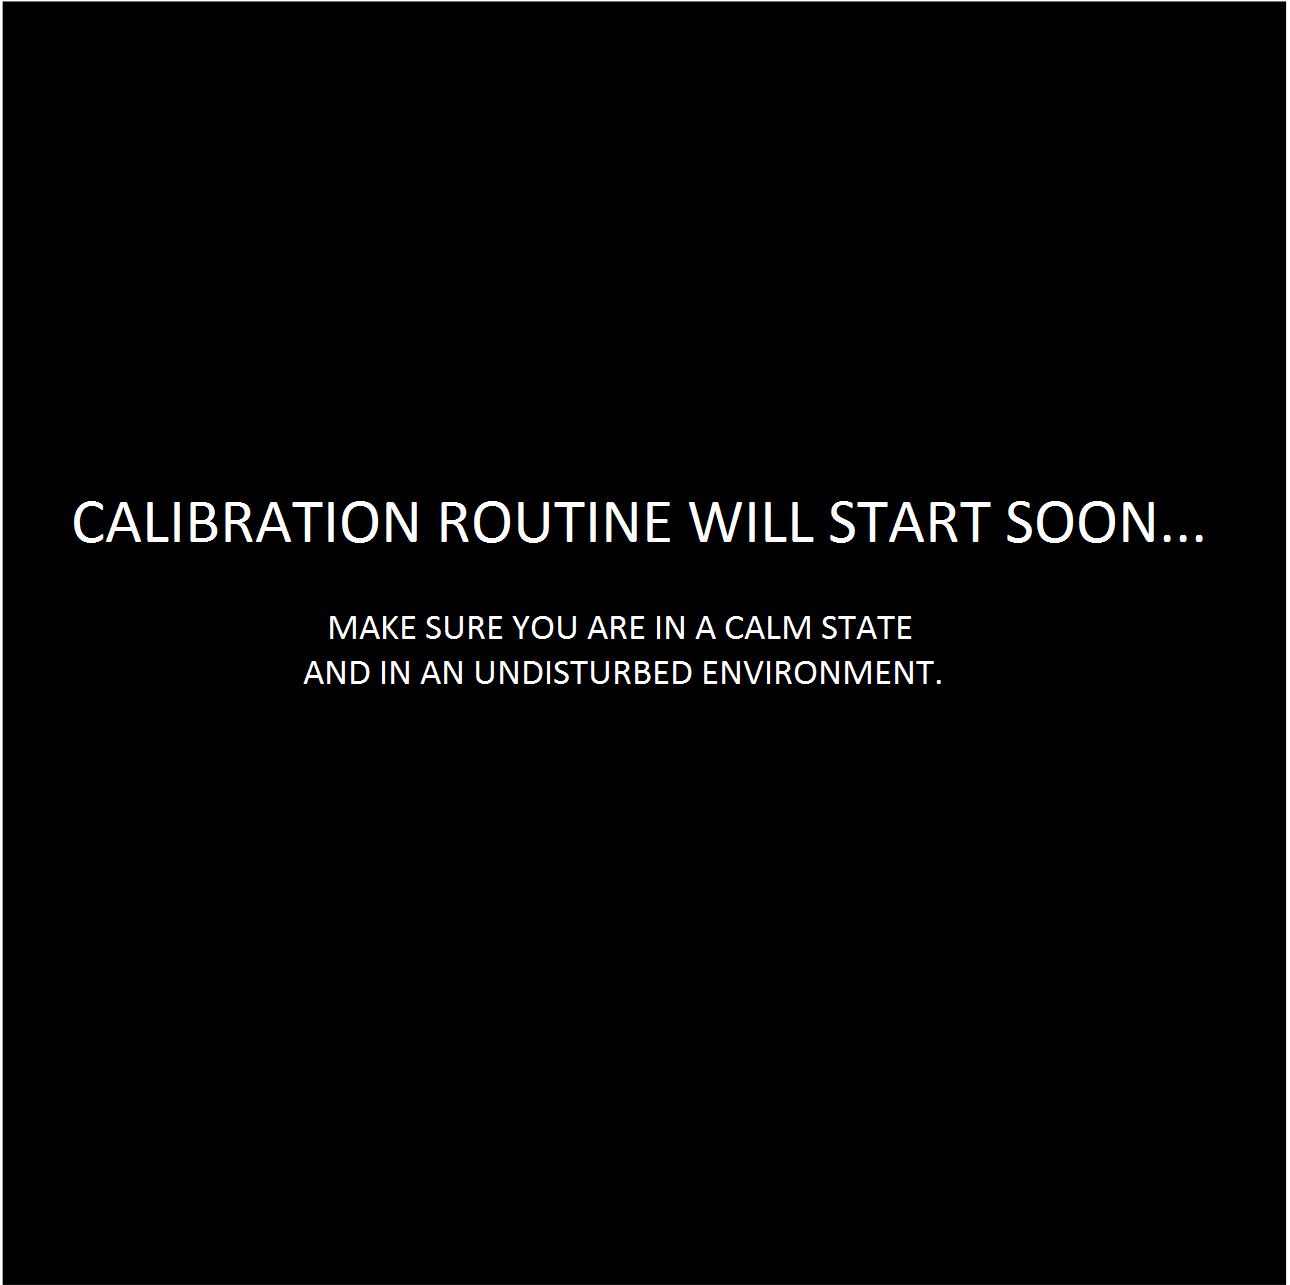 CALIBRATION ROUTINE WILL START SOON...
MAKE SURE YOU ARE IN A CALM STATE
AND IN AN UNDISTURBED ENVIRONMENT.